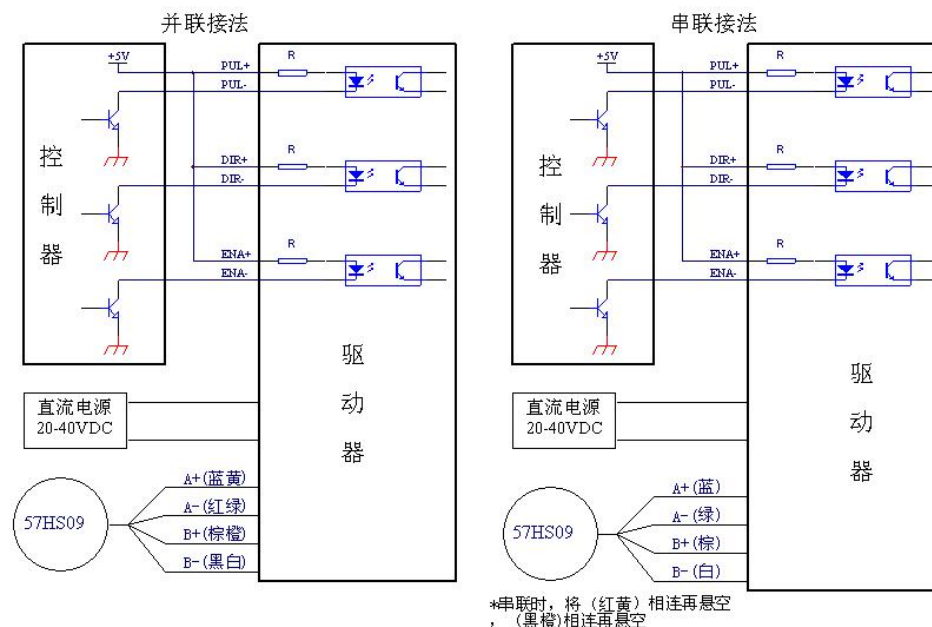 并联接法
+5V
PUL+
R
PUL-
DIR+
R
DIR-
ENA+
R
ENA-
控
制
器
驱
动
器
直流电源
20-40VDC
57HS09
A+(蓝黄)
A-(红绿)
B+(棕橙)
B-(黑白)
串联接法
+5V
PUL+
R
PUL-
DIR+
R
DIR-
ENA+
R
ENA-
控
制
器
驱
动
器
直流电源
20-40VDC
57HS09
A+(蓝)
A-(绿)
B+(棕)
B-(白)
*串联时，将（红黄）相连再悬空
，（黑橙)相连再悬空